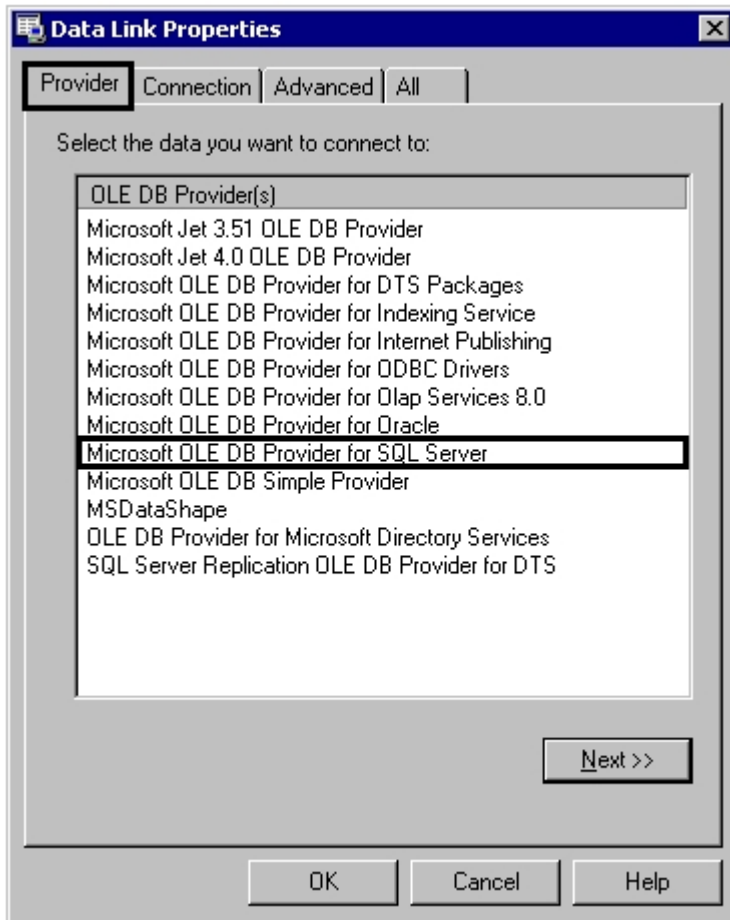 Data Link Properties
Provider Connection Advanced All
Select the data you want to connect to:
OLE DB Provider(s)
Microsoft Jet 3.51 OLE DB Provider
Microsoft Jet 4.0 OLE DB Provider
Microsoft OLE DB Provider for DTS Packages
Microsoft OLE DB Provider for Indexing Service
Microsoft OLE DB Provider for Internet Publishing
Microsoft OLE DB Provider for ODBC Drivers
Microsoft OLE DB Provider for Olap Services 8.0
Microsoft OLE DB Provider for Oracle
Microsoft OLE DB Provider for SQL Server
Microsoft OLE DB Simple Provider
MSDataShape
OLE DB Provider for Microsoft Directory Services
SQL Server Replication OLE DB Provider for DTS
Next >>
OK Cancel Help